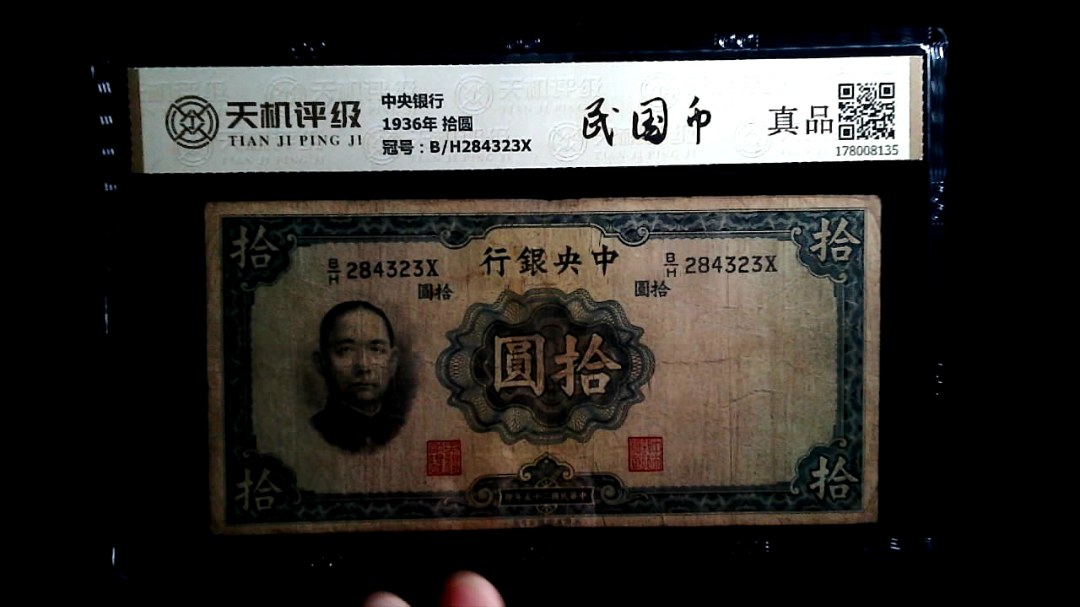 天机评级
TIAN JI PING JI
中央银行
1936年 拾圆
冠号：B/H284323X
民国币
真品
178008135
拾
拾
行銀央中
B/H 284323X
B/H 284323X
圓拾
圓拾
圓拾
拾
拾